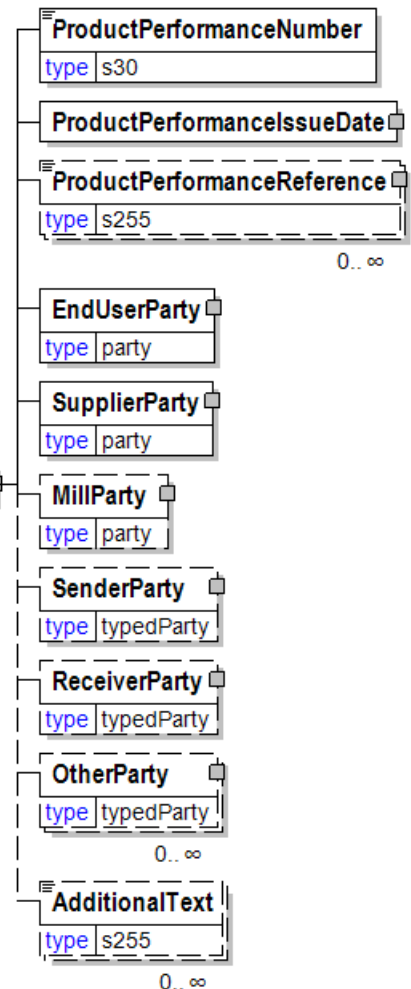 ProductPerformanceNumber
type s30
ProductPerformanceIssueDate
ProductPerformanceReference
type s255
0.. ∞
EndUserParty
type party
SupplierParty
type party
MillParty
type party
SenderParty
type typedParty
ReceiverParty
type typedParty
OtherParty
type typedParty
0.. ∞
AdditionalText
type s255
0.. ∞